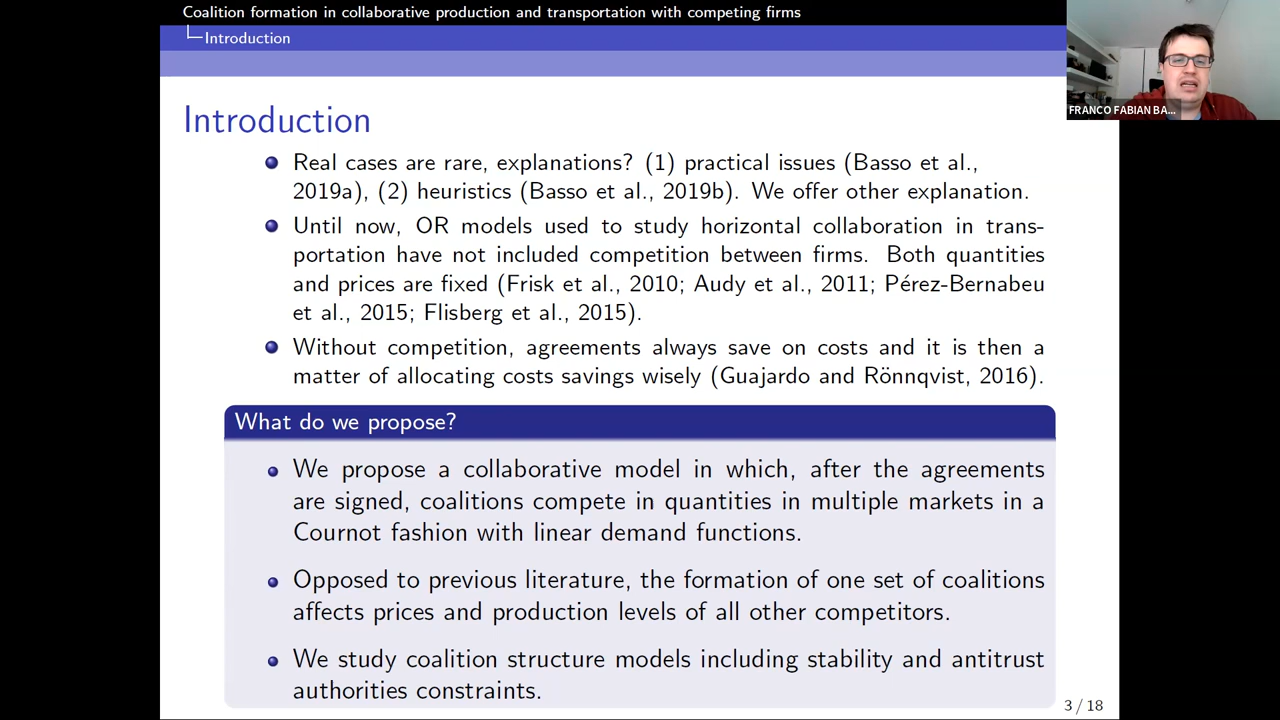 Coalition formation in collaborative production and transportation with competing firms
Introduction
FRANCO FABIAN BA...
Introduction
Real cases are rare, explanations? (1) practical issues (Basso et al.,
2019a), (2) heuristics (Basso et al., 2019b). We offer other explanation.
Until now, OR models used to study horizontal collaboration in trans-
portation have not included competition between firms. Both quantities
and prices are fixed (Frisk et al., 2010; Audy et al., 2011; Pérez-Bernabeu
et al., 2015; Flisberg et al., 2015).
Without competition, agreements always save on costs and it is then a
matter of allocating costs savings wisely (Guajardo and Rönnqvist, 2016).
What do we propose?
We propose a collaborative model in which, after the agreements
are signed, coalitions compete in quantities in multiple markets in a
Cournot fashion with linear demand functions.
Opposed to previous literature, the formation of one set of coalitions
affects prices and production levels of all other competitors.
We study coalition structure models including stability and antitrust
authorities constraints.
3 / 18